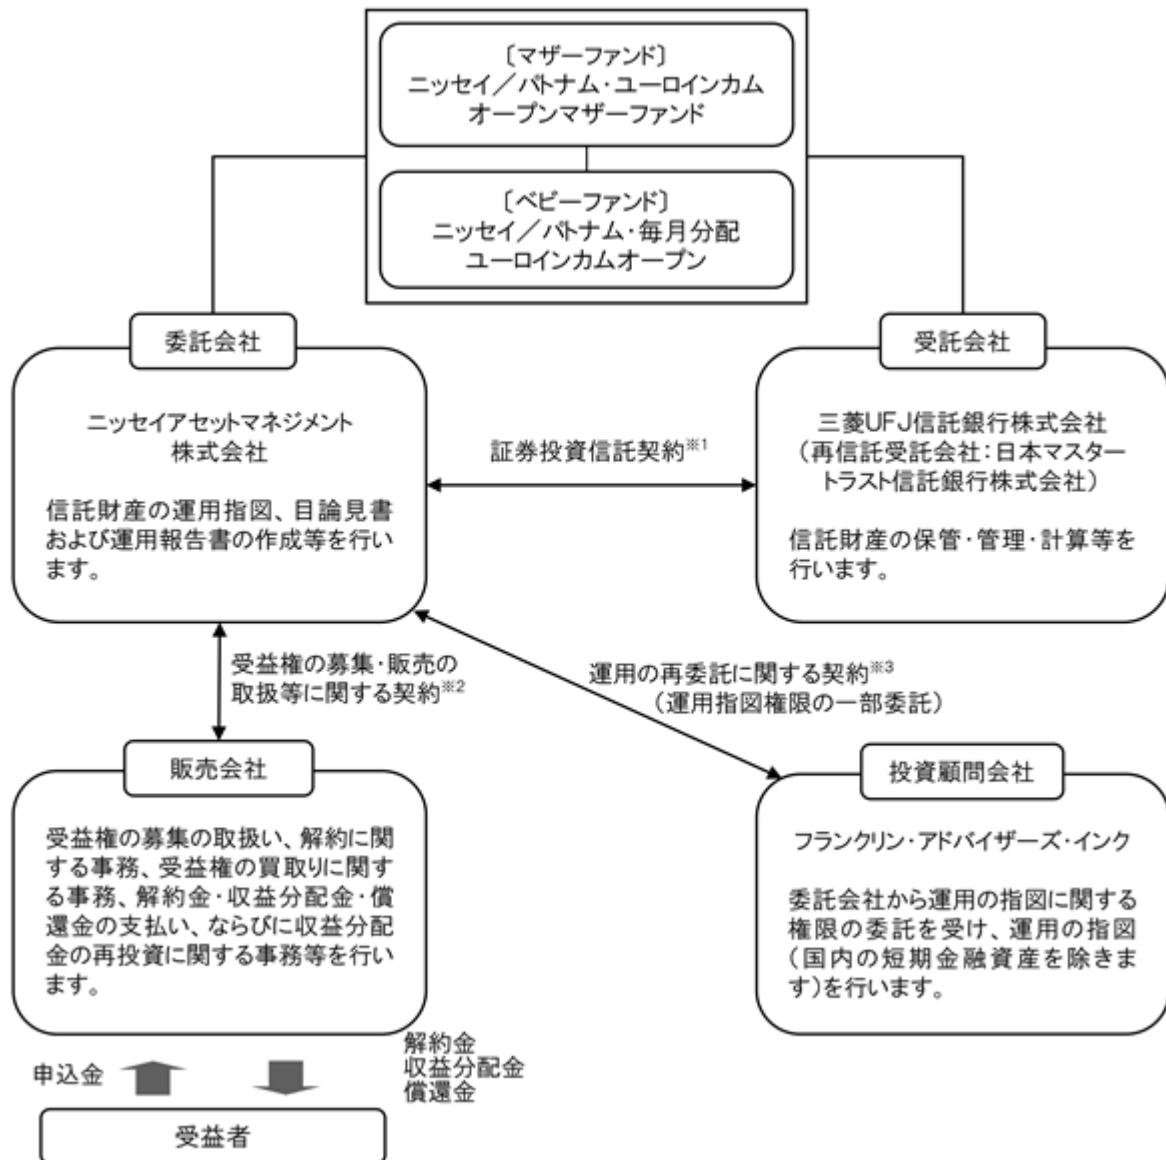 〔マザーファンド〕
ニッセイ／パトナム・ユーロインカム
オープンマザーファンド
〔ベビーファンド〕
ニッセイ／パトナム・毎月分配
ユーロインカムオープン
委託会社
ニッセイアセットマネジメント
株式会社
信託財産の運用指図、目論見書
および運用報告書の作成等を行い
ます。
証券投資信託契約※1
受託会社
三菱UFJ信託銀行株式会社
（再信託受託会社：日本マスター
トラスト信託銀行株式会社）
信託財産の保管・管理・計算等を
行います。
受益権の募集・販売の
取扱等に関する契約※2
運用の再委託に関する契約※3
（運用指図権限の一部委託）
販売会社
受益権の募集の取扱い、解約に関
する事務、受益権の買取りに関す
る事務、解約金・収益分配金・償
還金の支払い、ならびに収益分配
金の再投資に関する事務等を行い
ます。
投資顧問会社
フランクリン・アドバイザーズ・インク
委託会社から運用の指図に関する
権限の委託を受け、運用の指図
（国内の短期金融資産を除きま
す）を行います。
申込金
解約金
収益分配金
償還金
受益者